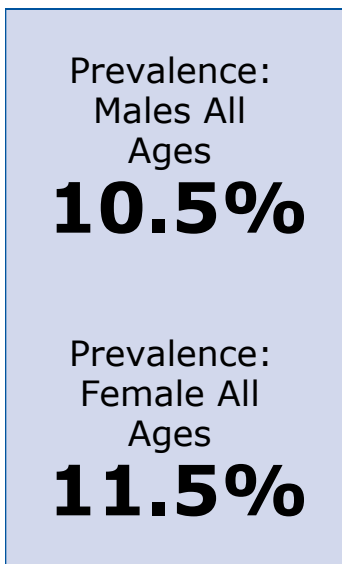 Prevalence:
Males All
Ages
10.5%
Prevalence:
Female All
Ages
11.5%